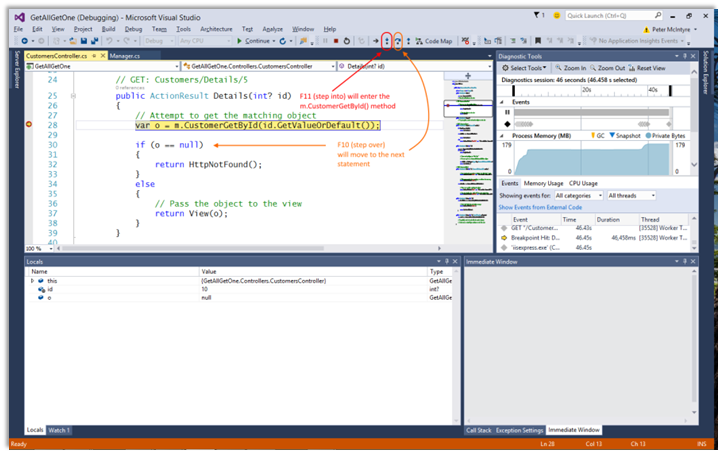 GetAllGetOne (Debugging) - Microsoft Visual Studio
1
Quick Launch (Ctrl+Q)
File Edit View Project Build Debug Team Tools Architecture Test Analyze Window Help
Peter McIntyre
Debug Any CPU Continue Code Map No Application Insights Events
Server Explorer
Solution Explorer
CustomersController.cs Manager.cs
GetAllGetOne GetAllGetOne.Controllers.CustomersController Details(int? id)
24 // GET: Customers/Details/5
0 references
25 public ActionResult Details(int? id)
26 {
27 // Attempt to get the matching object
28 var o = m.CustomerGetById(id.GetValueOrDefault());
29
30 if (o == null)
31 {
32 return HttpNotFound();
33 }
34 else
35 {
36 // Pass the object to the view
37 return View(o);
38 }
39 }
40
100 %
F11 (step into) will enter the
m.CustomerGetById() method
F10 (step over)
will move to the next
statement
Diagnostic Tools
Select Tools Zoom In Zoom Out Reset View
Diagnostics session: 46 seconds (46.458 s selected)
20s 40s
Events
Process Memory (MB) GC Snapshot Private Bytes
179 179
0 0
Events Memory Usage CPU Usage
Showing events for: All categories All threads
Show Events from External Code
Event Time Duration Thread
GET "/Customer... 46.43s [35528] Worker T...
Breakpoint Hit: D... 46.45s 46,458ms [35528] Worker T...
'iisexpress.exe' (C... 46.45s
Locals
Name Value Type
this {GetAllGetOne.Controllers.CustomersController} GetAllGe
id 10 int?
o null GetAllGe
Locals Watch 1
Immediate Window
Call Stack Exception Settings Immediate Window
Ready Ln 28 Col 13 Ch 13 INS